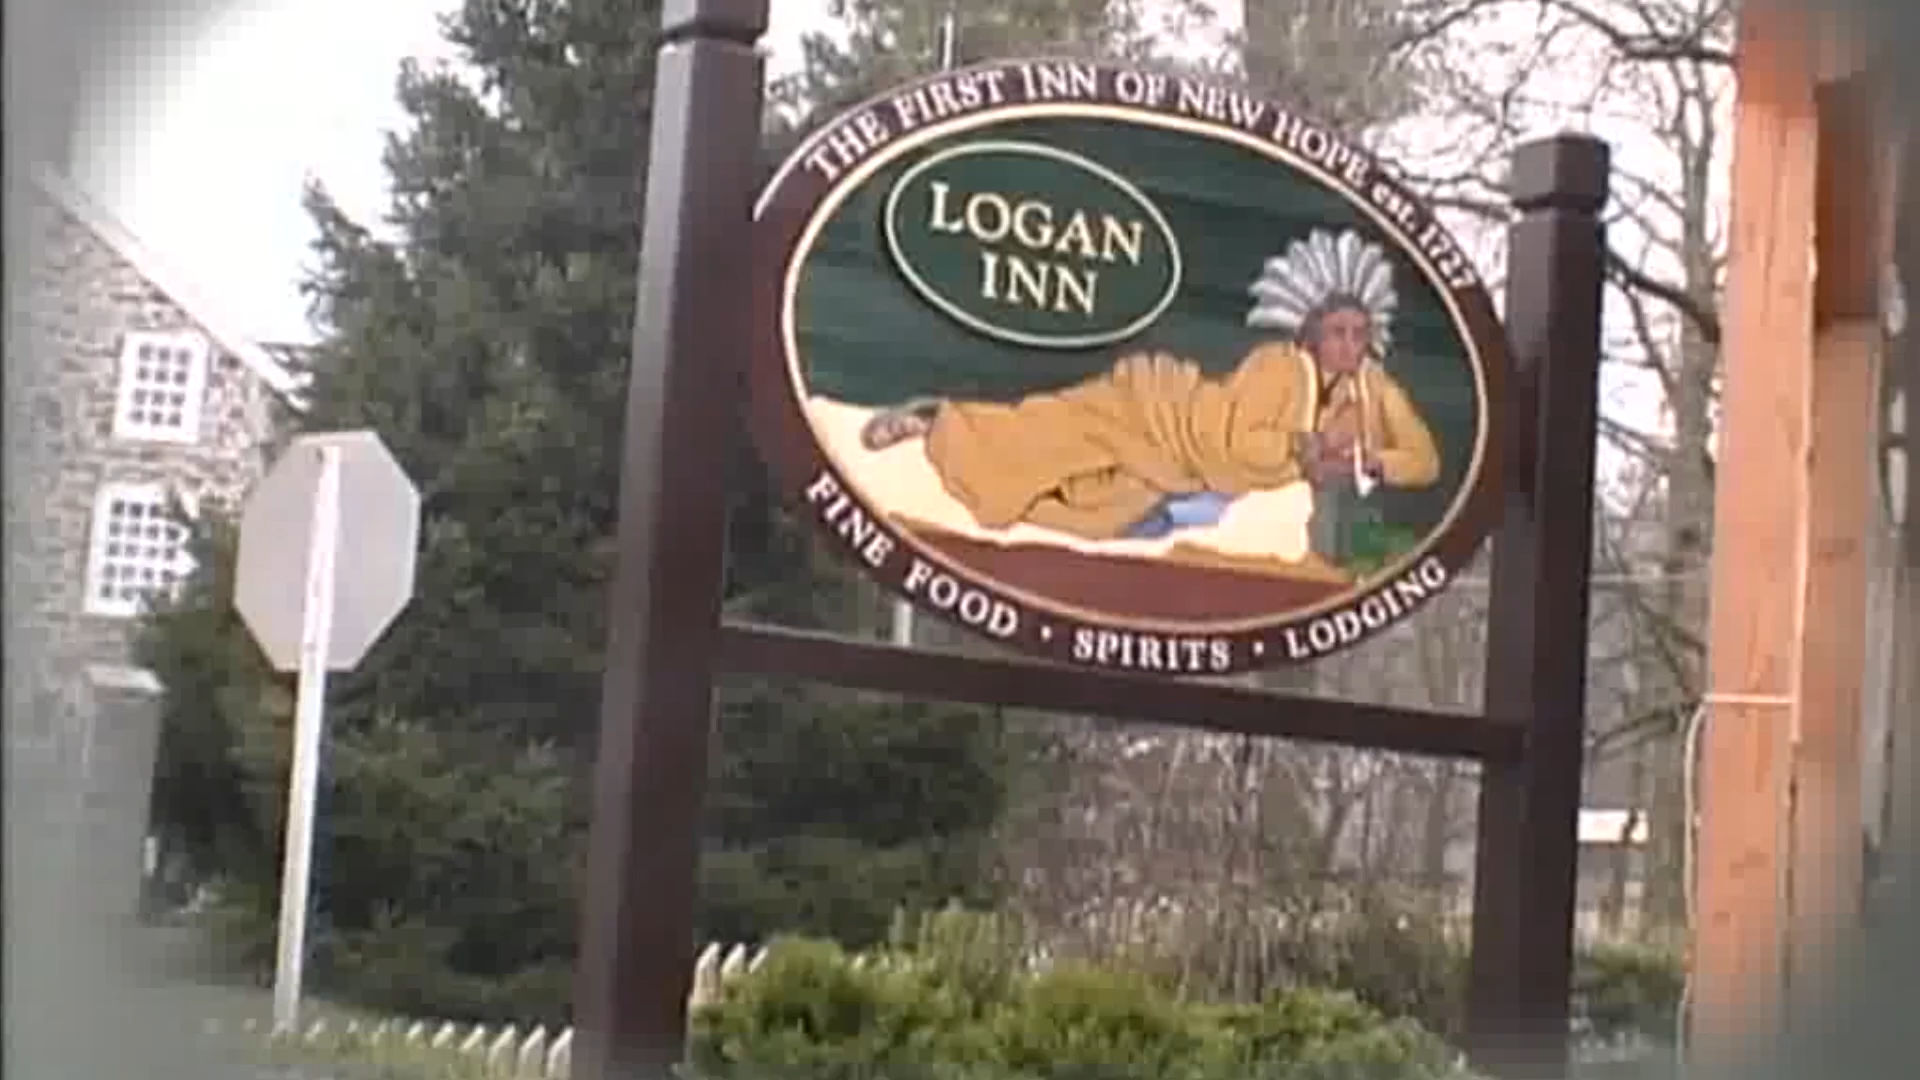 THE FIRST INN OF NEW HOPE est. 1727
LOGAN
INN
FINE FOOD · SPIRITS · LODGING